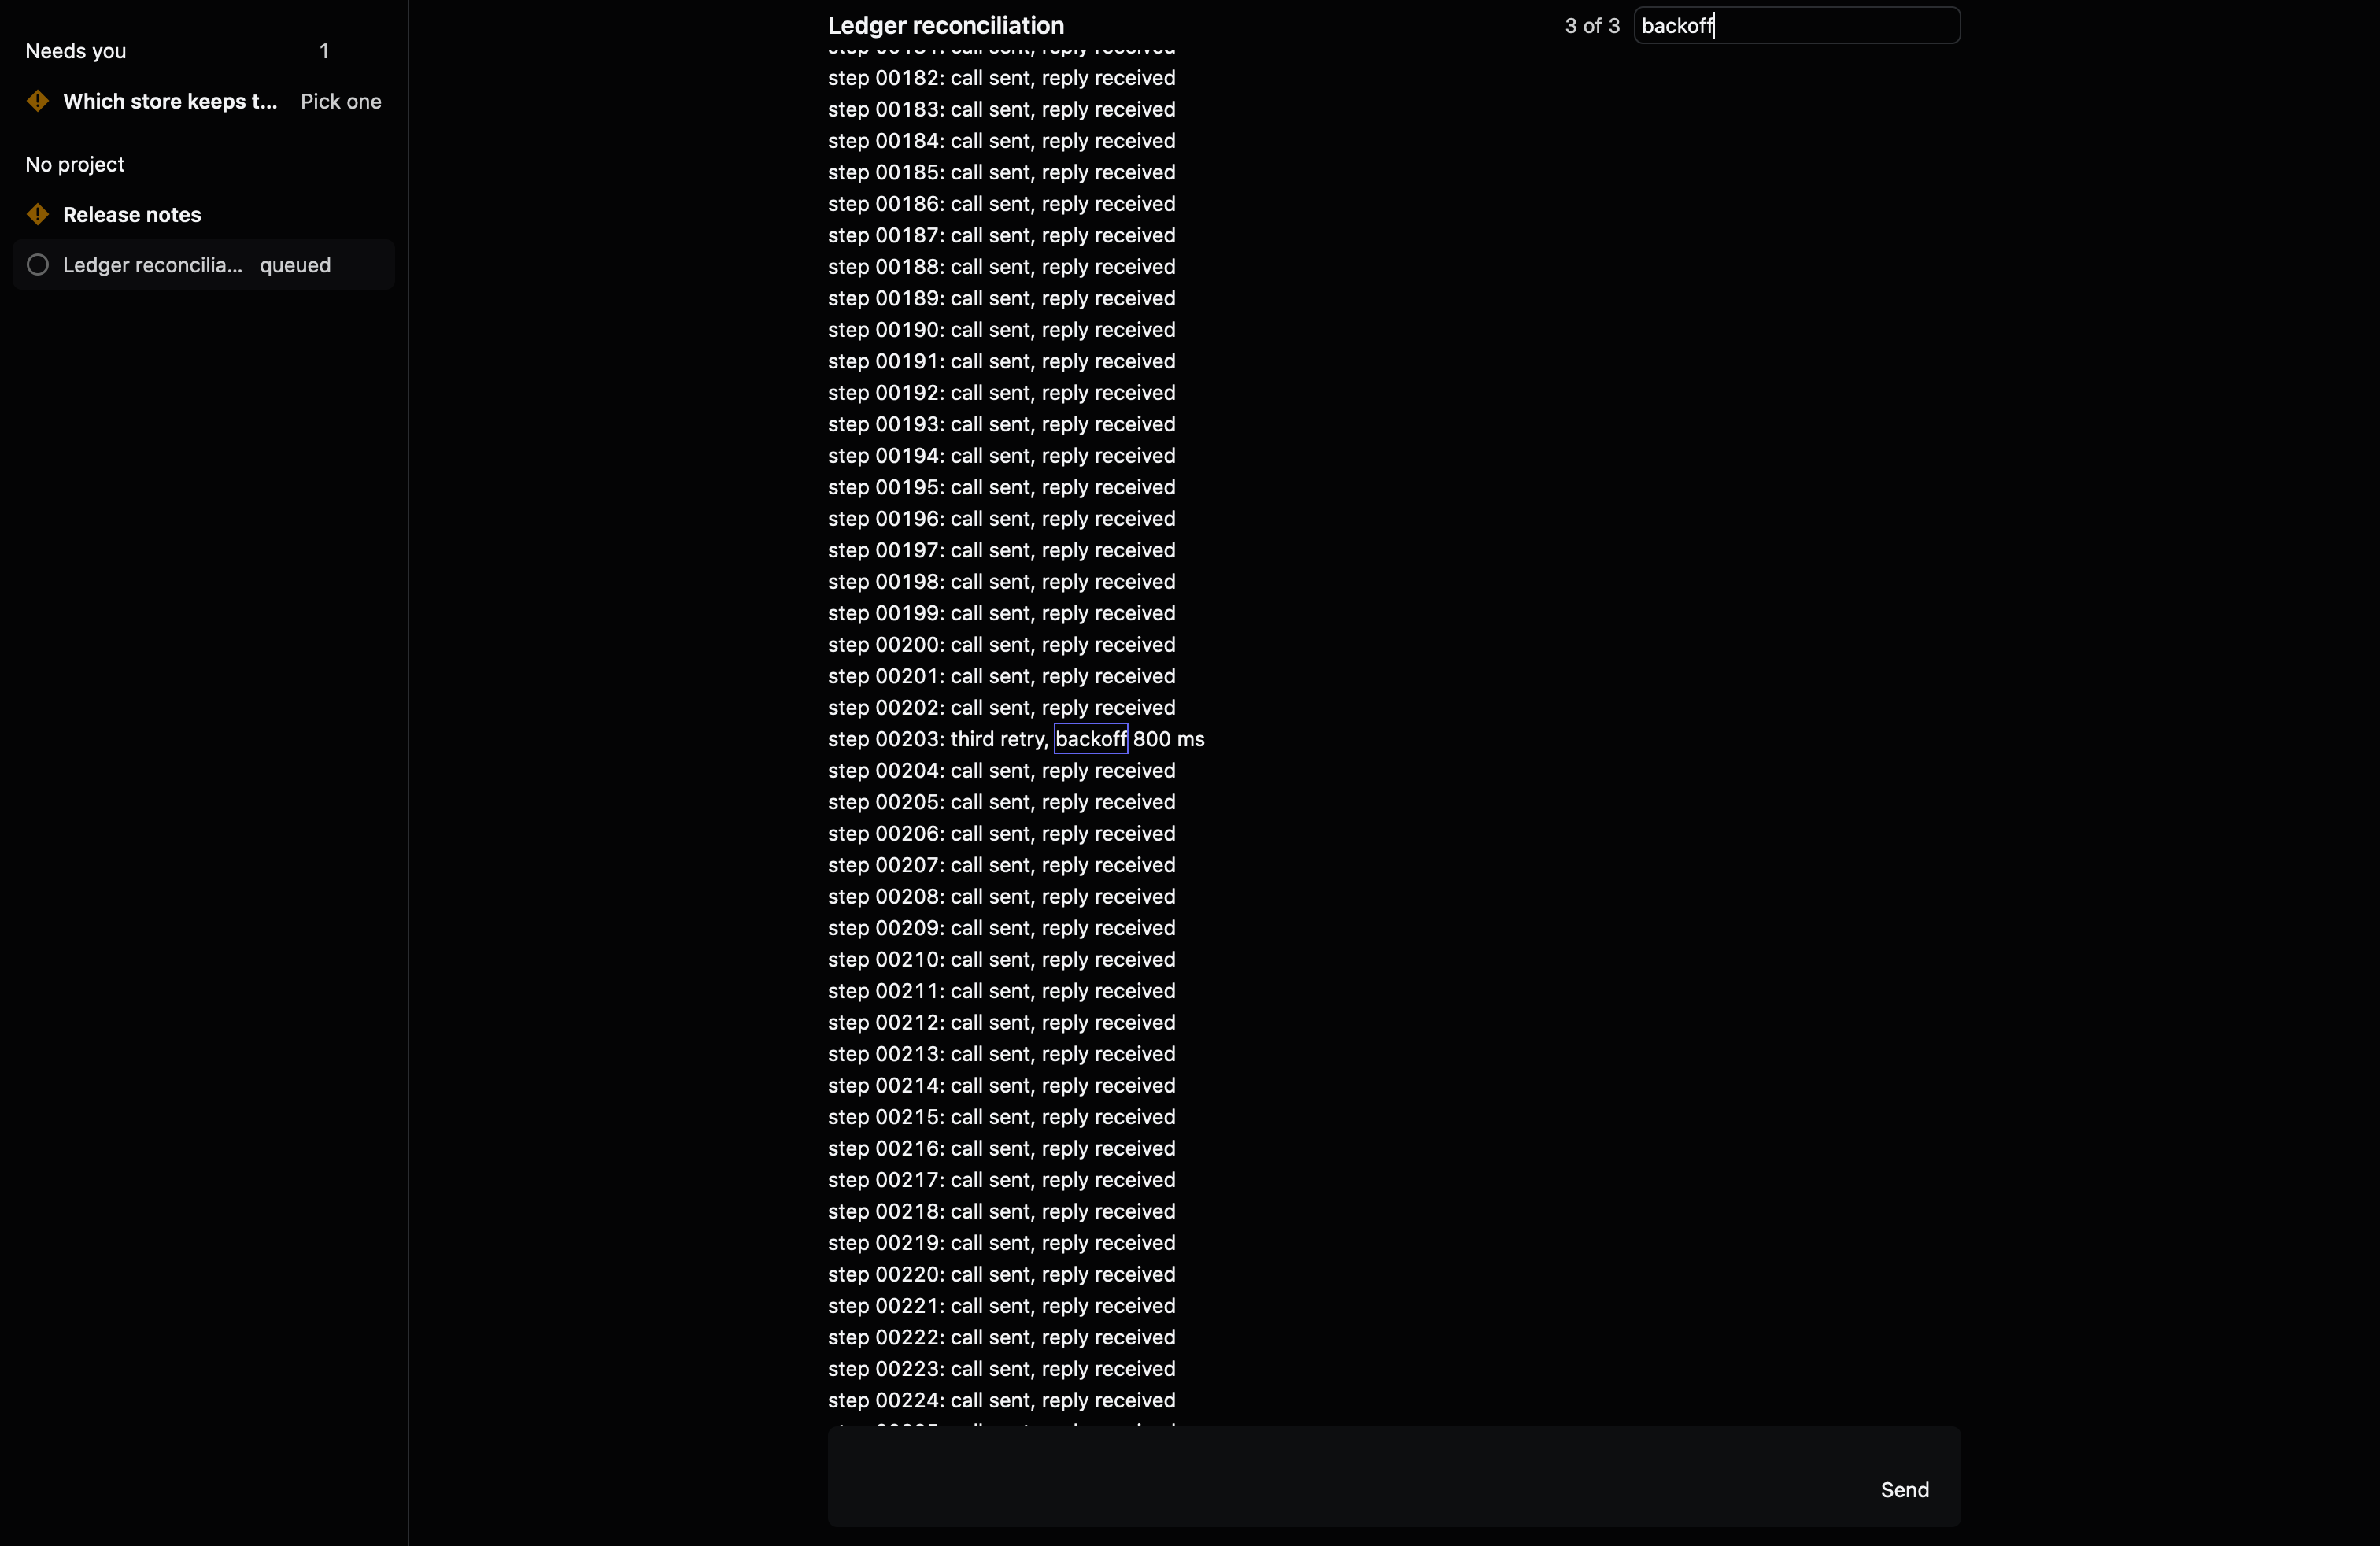 Needs you 1
Which store keeps t... Pick one
No project
Release notes
Ledger reconcilia... queued
Ledger reconciliation
3 of 3 backoff
step 00182: call sent, reply received
step 00183: call sent, reply received
step 00184: call sent, reply received
step 00185: call sent, reply received
step 00186: call sent, reply received
step 00187: call sent, reply received
step 00188: call sent, reply received
step 00189: call sent, reply received
step 00190: call sent, reply received
step 00191: call sent, reply received
step 00192: call sent, reply received
step 00193: call sent, reply received
step 00194: call sent, reply received
step 00195: call sent, reply received
step 00196: call sent, reply received
step 00197: call sent, reply received
step 00198: call sent, reply received
step 00199: call sent, reply received
step 00200: call sent, reply received
step 00201: call sent, reply received
step 00202: call sent, reply received
step 00203: third retry, backoff 800 ms
step 00204: call sent, reply received
step 00205: call sent, reply received
step 00206: call sent, reply received
step 00207: call sent, reply received
step 00208: call sent, reply received
step 00209: call sent, reply received
step 00210: call sent, reply received
step 00211: call sent, reply received
step 00212: call sent, reply received
step 00213: call sent, reply received
step 00214: call sent, reply received
step 00215: call sent, reply received
step 00216: call sent, reply received
step 00217: call sent, reply received
step 00218: call sent, reply received
step 00219: call sent, reply received
step 00220: call sent, reply received
step 00221: call sent, reply received
step 00222: call sent, reply received
step 00223: call sent, reply received
step 00224: call sent, reply received
Send